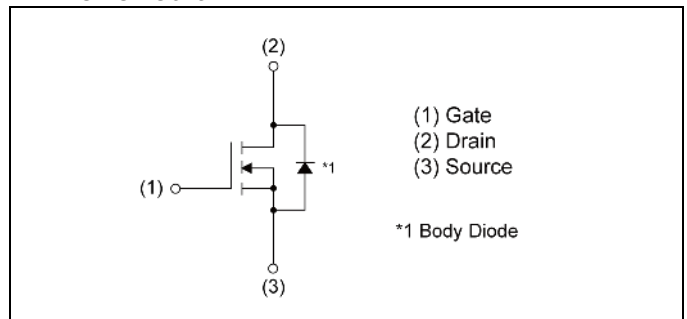 (2)
(1) Gate
(2) Drain
(3) Source
*1
(1)
*1 Body Diode
(3)